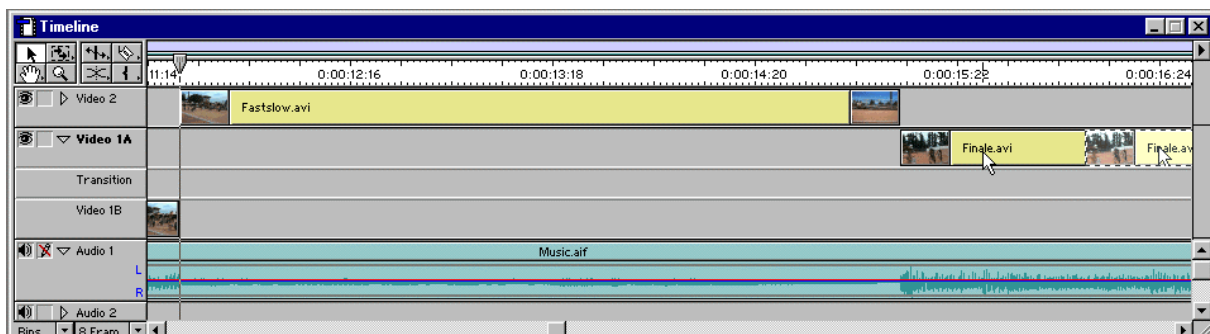 Timeline
11:14 0:00:12:16 0:00:13:18 0:00:14:20 0:00:15:22 0:00:16:24
Video 2 Fastslow.avi
Video 1A Finale.avi Finale.av
Transition
Video 1B
Audio 1 Music.aif
L
R
Audio 2
Bins 8 Fram